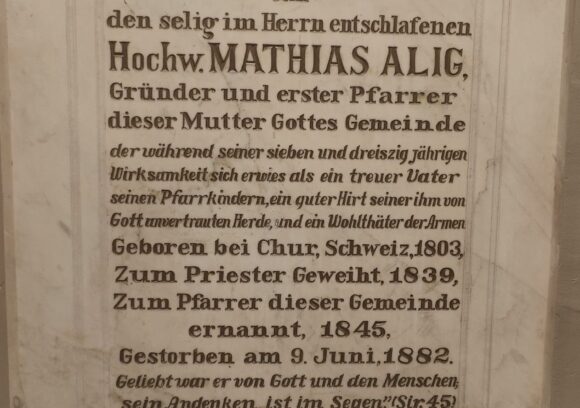 den selig im Herrn entschlafenen
Hochw. MATHIAS ALIG,
Gründer und erster Pfarrer
dieser Mutter Gottes Gemeinde
der während seiner sieben und dreiszig jährigen
Wirksamkeit sich erwies als ein treuer Vater
seinen Pfarrkindern, ein guter Hirt seiner ihm von
Gott anvertrauten Herde, und ein Wohlthäter der Armen
Geboren bei Chur, Schweiz, 1803,
Zum Priester Geweiht, 1839,
Zum Pfarrer dieser Gemeinde
ernannt, 1845,
Gestorben am 9. Juni, 1882.
Geliebt war er von Gott und den Menschen;
sein Andenken ist im Segen." (Sir. 45)